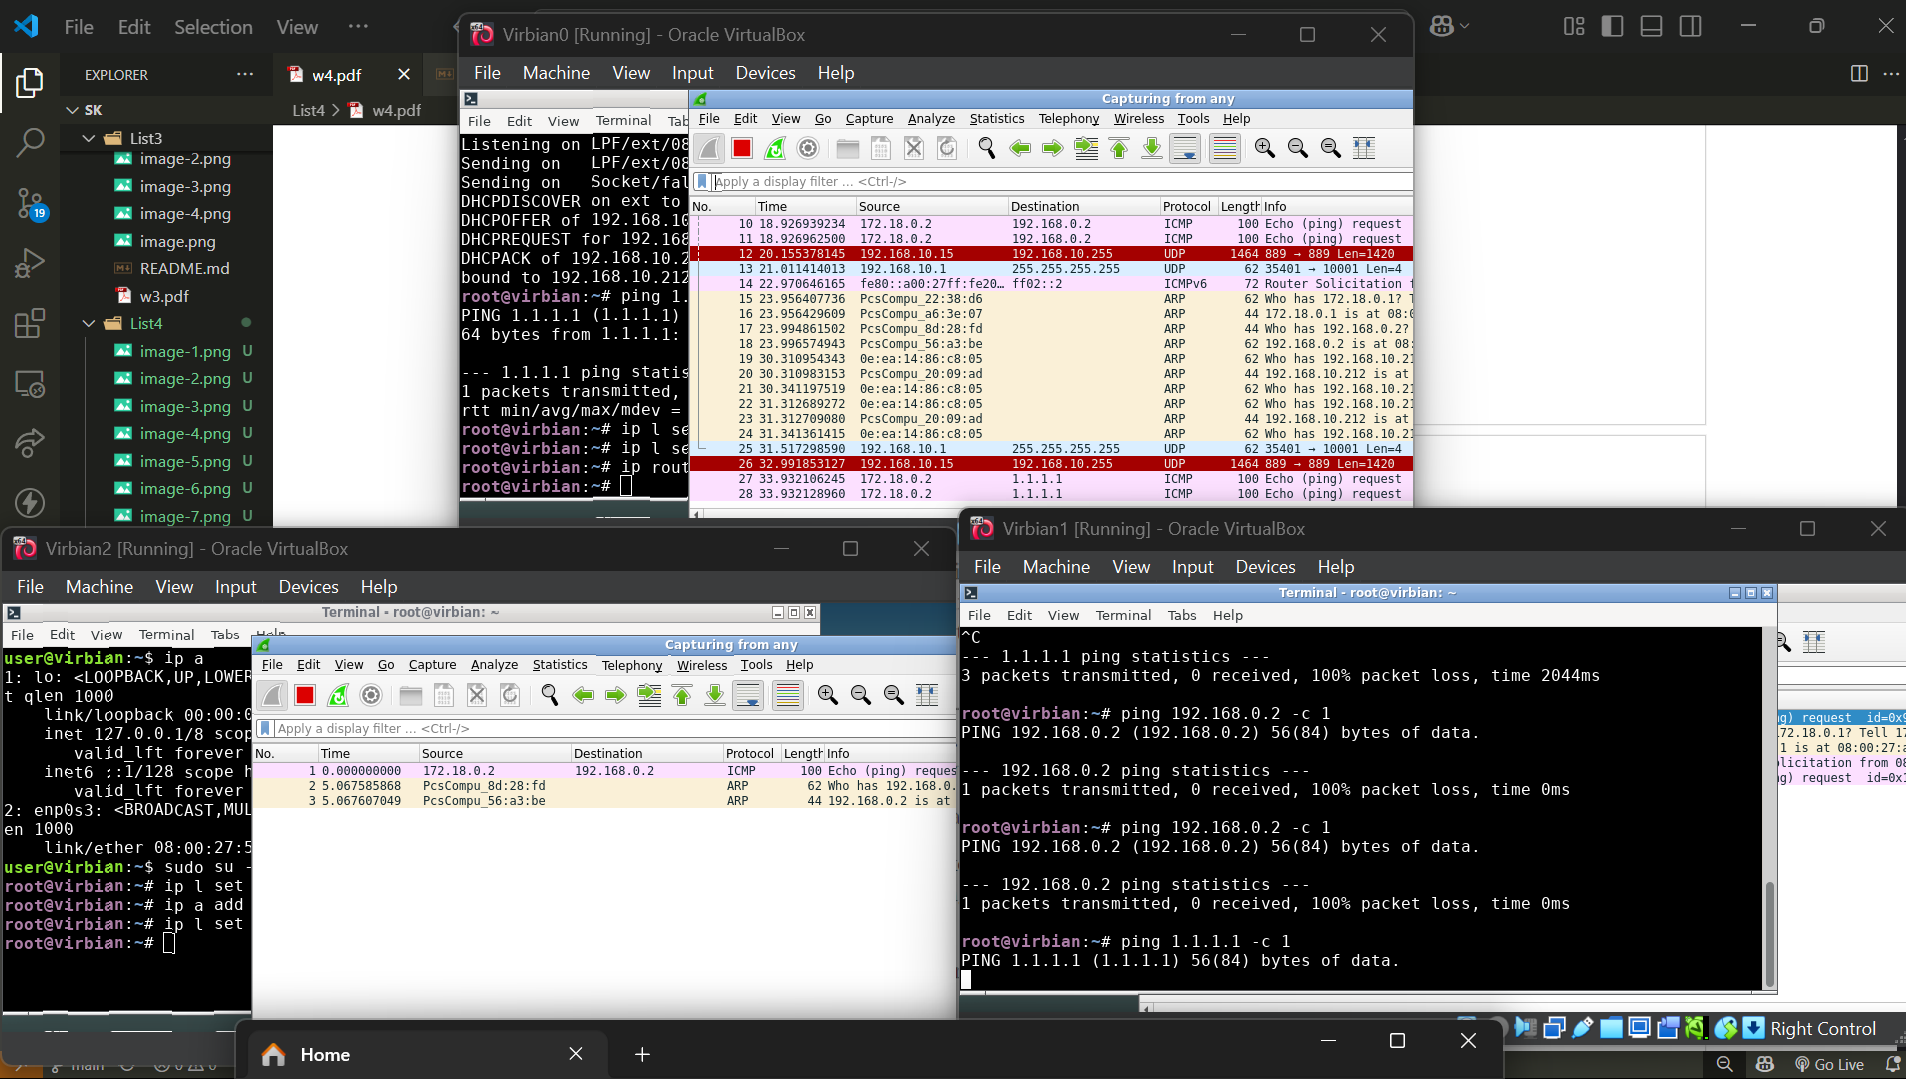 File Edit Selection View ···
EXPLORER ···
w4.pdf
SK
List4 > w4.pdf
List3
image-2.png
image-3.png
image-4.png
image.png
README.md
w3.pdf
List4
image-1.png U
image-2.png U
image-3.png U
image-4.png U
image-5.png U
image-6.png U
image-7.png U
19
Virbian0 [Running] - Oracle VirtualBox
File Machine View Input Devices Help
File Edit View Terminal Tab
Listening on LPF/ext/08
Sending on   LPF/ext/08
Sending on   Socket/fal
DHCPDISCOVER on ext to
DHCPOFFER of 192.168.10
DHCPREQUEST for 192.168
DHCPACK of 192.168.10.2
bound to 192.168.10.212
root@virbian:~# ping 1.
PING 1.1.1.1 (1.1.1.1)
64 bytes from 1.1.1.1:
--- 1.1.1.1 ping statis
1 packets transmitted,
rtt min/avg/max/mdev =
root@virbian:~# ip l se
root@virbian:~# ip l se
root@virbian:~# ip rout
root@virbian:~#
Capturing from any
File Edit View Go Capture Analyze Statistics Telephony Wireless Tools Help
Apply a display filter ... <Ctrl-/>
No. Time Source Destination Protocol Length Info
10 18.926939234 172.18.0.2 192.168.0.2 ICMP 100 Echo (ping) request
11 18.926962500 172.18.0.2 192.168.0.2 ICMP 100 Echo (ping) request
12 20.155378145 192.168.10.15 192.168.10.255 UDP 1464 889 → 889 Len=1420
13 21.011414013 192.168.10.1 255.255.255.255 UDP 62 35401 → 10001 Len=4
14 22.970646165 fe80::a00:27ff:fe20… ff02::2 ICMPv6 72 Router Solicitation f
15 23.956407736 PcsCompu_22:38:d6 ARP 62 Who has 172.18.0.1? T
16 23.956429609 PcsCompu_a6:3e:07 ARP 44 172.18.0.1 is at 08:0
17 23.994861502 PcsCompu_8d:28:fd ARP 44 Who has 192.168.0.2?
18 23.996574943 PcsCompu_56:a3:be ARP 62 192.168.0.2 is at 08:
19 30.310954343 0e:ea:14:86:c8:05 ARP 62 Who has 192.168.10.21
20 30.310983153 PcsCompu_20:09:ad ARP 44 192.168.10.212 is at
21 30.341197519 0e:ea:14:86:c8:05 ARP 62 Who has 192.168.10.21
22 31.312689272 0e:ea:14:86:c8:05 ARP 62 Who has 192.168.10.21
23 31.312709080 PcsCompu_20:09:ad ARP 44 192.168.10.212 is at
24 31.341361415 0e:ea:14:86:c8:05 ARP 62 Who has 192.168.10.21
25 31.517298590 192.168.10.1 255.255.255.255 UDP 62 35401 → 10001 Len=4
26 32.991853127 192.168.10.15 192.168.10.255 UDP 1464 889 → 889 Len=1420
27 33.932106245 172.18.0.2 1.1.1.1 ICMP 100 Echo (ping) request
28 33.932128960 172.18.0.2 1.1.1.1 ICMP 100 Echo (ping) request
Virbian2 [Running] - Oracle VirtualBox
File Machine View Input Devices Help
Terminal - root@virbian: ~
File Edit View Terminal Tabs Help
user@virbian:~$ ip a
1: lo: <LOOPBACK,UP,LOWER
t qlen 1000
link/loopback 00:00:0
inet 127.0.0.1/8 scop
valid_lft forever
inet6 ::1/128 scope h
valid_lft forever
2: enp0s3: <BROADCAST,MUL
en 1000
link/ether 08:00:27:5
user@virbian:~$ sudo su -
root@virbian:~# ip l set
root@virbian:~# ip a add
root@virbian:~# ip l set
root@virbian:~#
Capturing from any
File Edit View Go Capture Analyze Statistics Telephony Wireless Tools Help
Apply a display filter ... <Ctrl-/>
No. Time Source Destination Protocol Length Info
1 0.000000000 172.18.0.2 192.168.0.2 ICMP 100 Echo (ping) reques
2 5.067585868 PcsCompu_8d:28:fd ARP 62 Who has 192.168.0.
3 5.067607049 PcsCompu_56:a3:be ARP 44 192.168.0.2 is at
Virbian1 [Running] - Oracle VirtualBox
File Machine View Input Devices Help
Terminal - root@virbian: ~
File Edit View Terminal Tabs Help
^C
--- 1.1.1.1 ping statistics ---
3 packets transmitted, 0 received, 100% packet loss, time 2044ms
root@virbian:~# ping 192.168.0.2 -c 1
PING 192.168.0.2 (192.168.0.2) 56(84) bytes of data.
--- 192.168.0.2 ping statistics ---
1 packets transmitted, 0 received, 100% packet loss, time 0ms
root@virbian:~# ping 192.168.0.2 -c 1
PING 192.168.0.2 (192.168.0.2) 56(84) bytes of data.
--- 192.168.0.2 ping statistics ---
1 packets transmitted, 0 received, 100% packet loss, time 0ms
root@virbian:~# ping 1.1.1.1 -c 1
PING 1.1.1.1 (1.1.1.1) 56(84) bytes of data.
g) request id=0x9
72.18.0.1? Tell 17
1 is at 08:00:27:a
licitation from 08
g) request id=0x1
Right Control
Home
main
Go Live